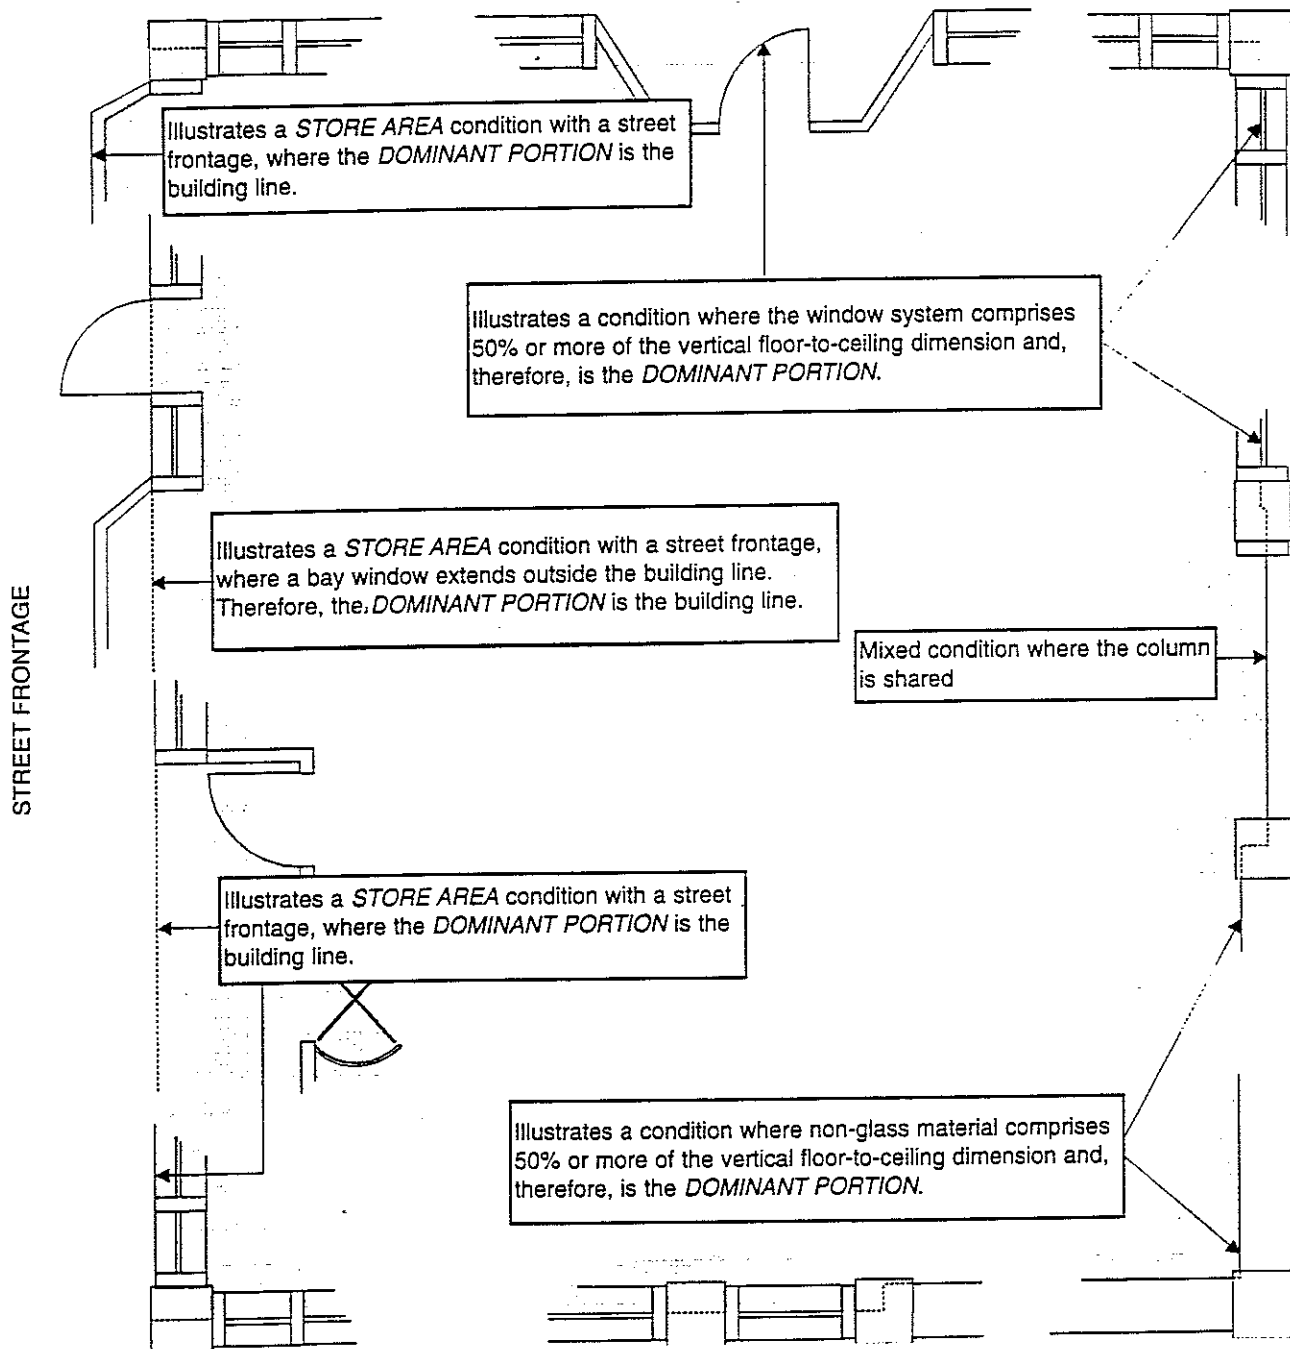 Illustrates a STORE AREA condition with a street
frontage, where the DOMINANT PORTION is the
building line.
Illustrates a condition where the window system comprises
50% or more of the vertical floor-to-ceiling dimension and,
therefore, is the DOMINANT PORTION.
Illustrates a STORE AREA condition with a street frontage,
where a bay window extends outside the building line.
Therefore, the DOMINANT PORTION is the building line.
STREET FRONTAGE
Mixed condition where the column
is shared
Illustrates a STORE AREA condition with a street
frontage, where the DOMINANT PORTION is the
building line.
Illustrates a condition where non-glass material comprises
50% or more of the vertical floor-to-ceiling dimension and,
therefore, is the DOMINANT PORTION.